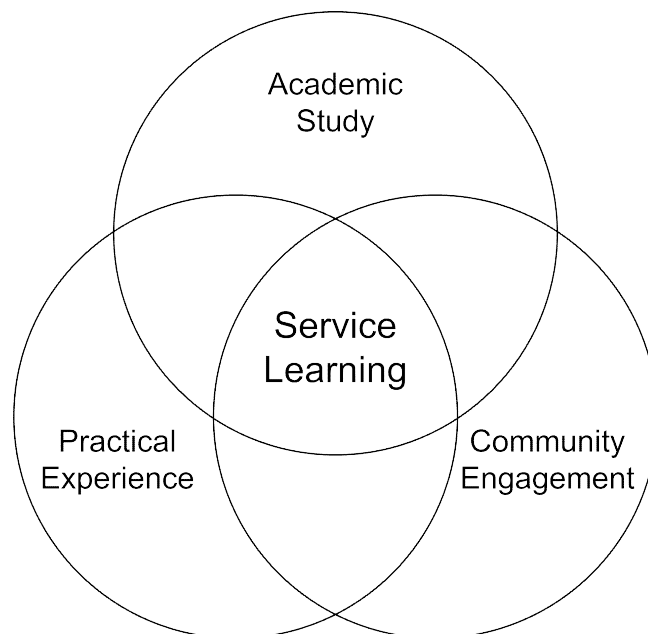 Academic
Study
Service
Learning
Practical
Experience
Community
Engagement